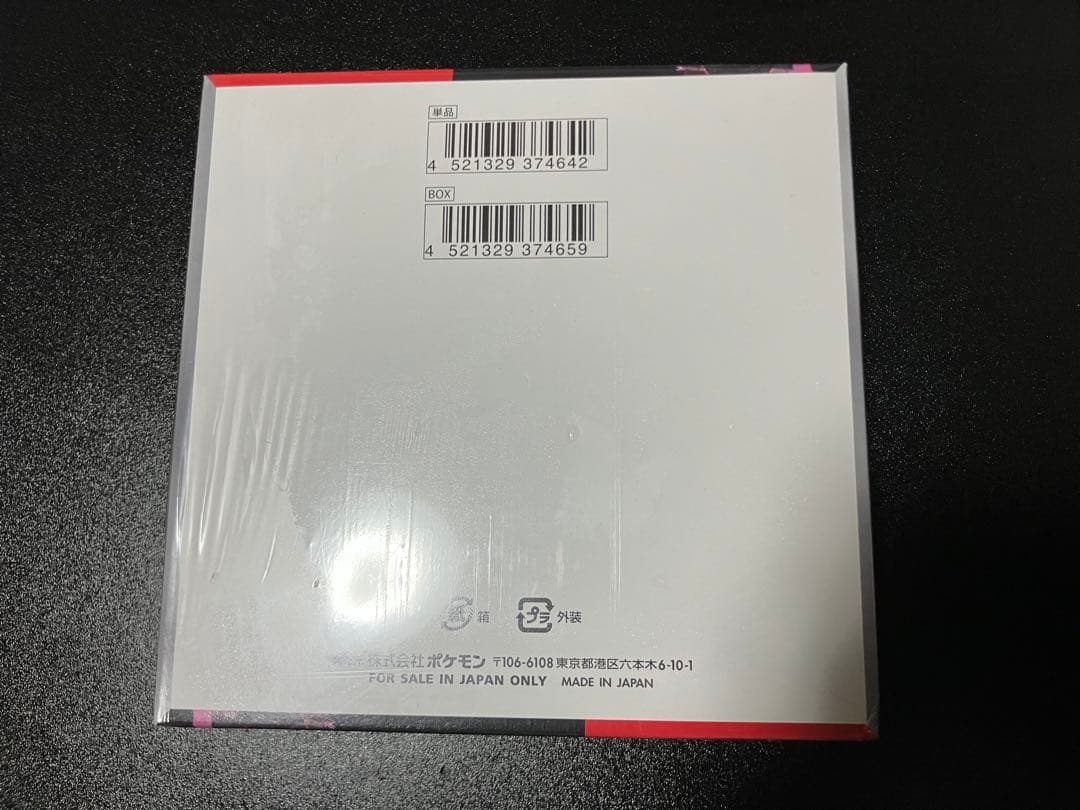 単品
4 521329 374642
BOX
4 521329 374659
箱
プラ 外装
株式会社ポケモン 〒106-6108 東京都港区六本木6-10-1
FOR SALE IN JAPAN ONLY MADE IN JAPAN